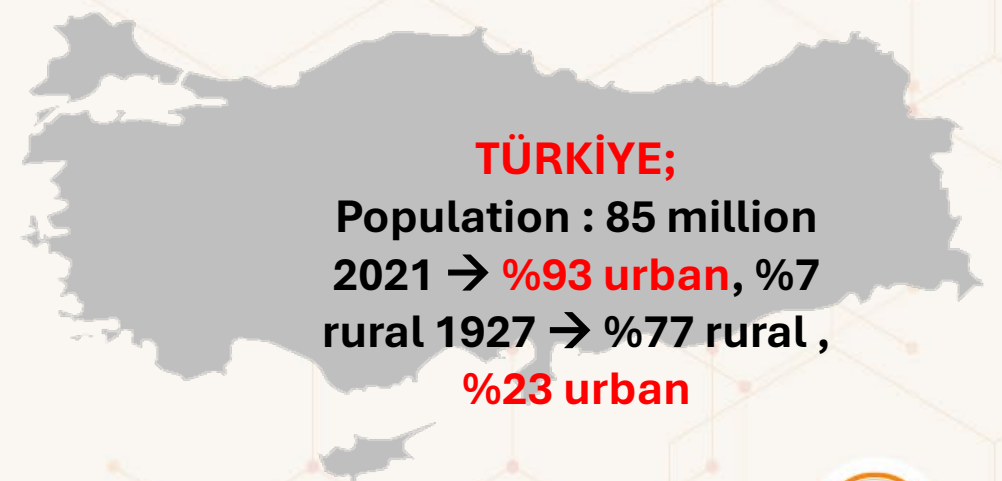 TÜRKİYE;
Population : 85 million
2021 → %93 urban, %7
rural 1927 → %77 rural ,
%23 urban